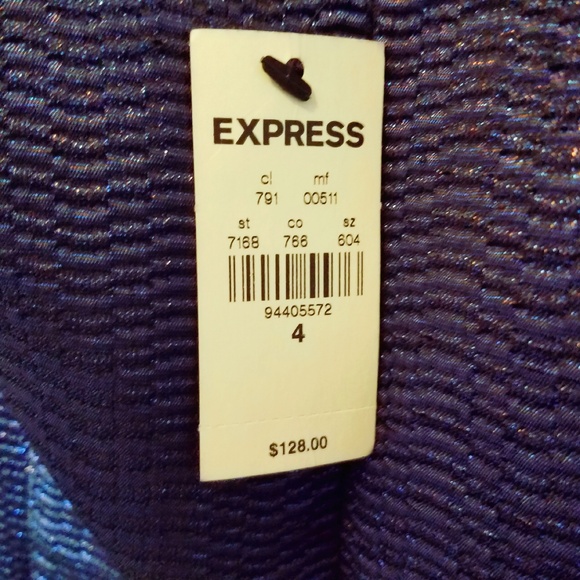 EXPRESS
cl mf
791 00511
st co sz
7168 766 604
94405572
4
$128.00